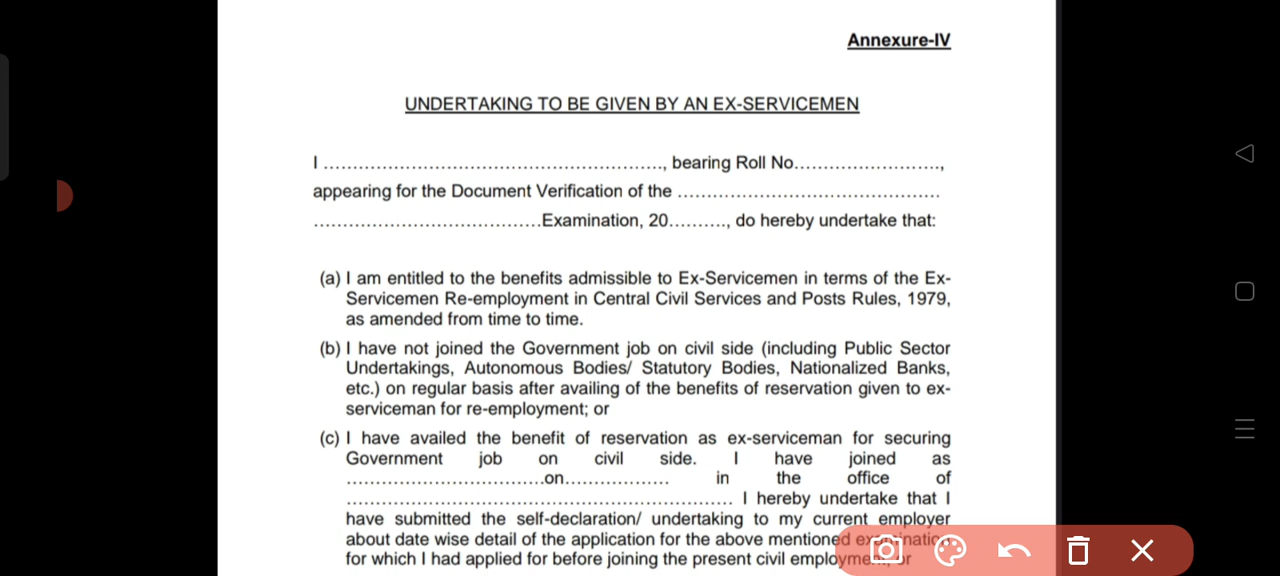 Annexure-IV
UNDERTAKING TO BE GIVEN BY AN EX-SERVICEMEN
I ........................................................., bearing Roll No.........................,
appearing for the Document Verification of the ............................................
.......................................Examination, 20.........., do hereby undertake that:
(a) I am entitled to the benefits admissible to Ex-Servicemen in terms of the Ex-
Servicemen Re-employment in Central Civil Services and Posts Rules, 1979,
as amended from time to time.
(b) I have not joined the Government job on civil side (including Public Sector
Undertakings, Autonomous Bodies/ Statutory Bodies, Nationalized Banks,
etc.) on regular basis after availing of the benefits of reservation given to ex-
serviceman for re-employment; or
(c) I have availed the benefit of reservation as ex-serviceman for securing
Government job on civil side. I have joined as
..................................on.................. in the office of
.................................................................. I hereby undertake that I
have submitted the self-declaration/ undertaking to my current employer
about date wise detail of the application for the above mentioned examination
for which I had applied for before joining the present civil employment; or